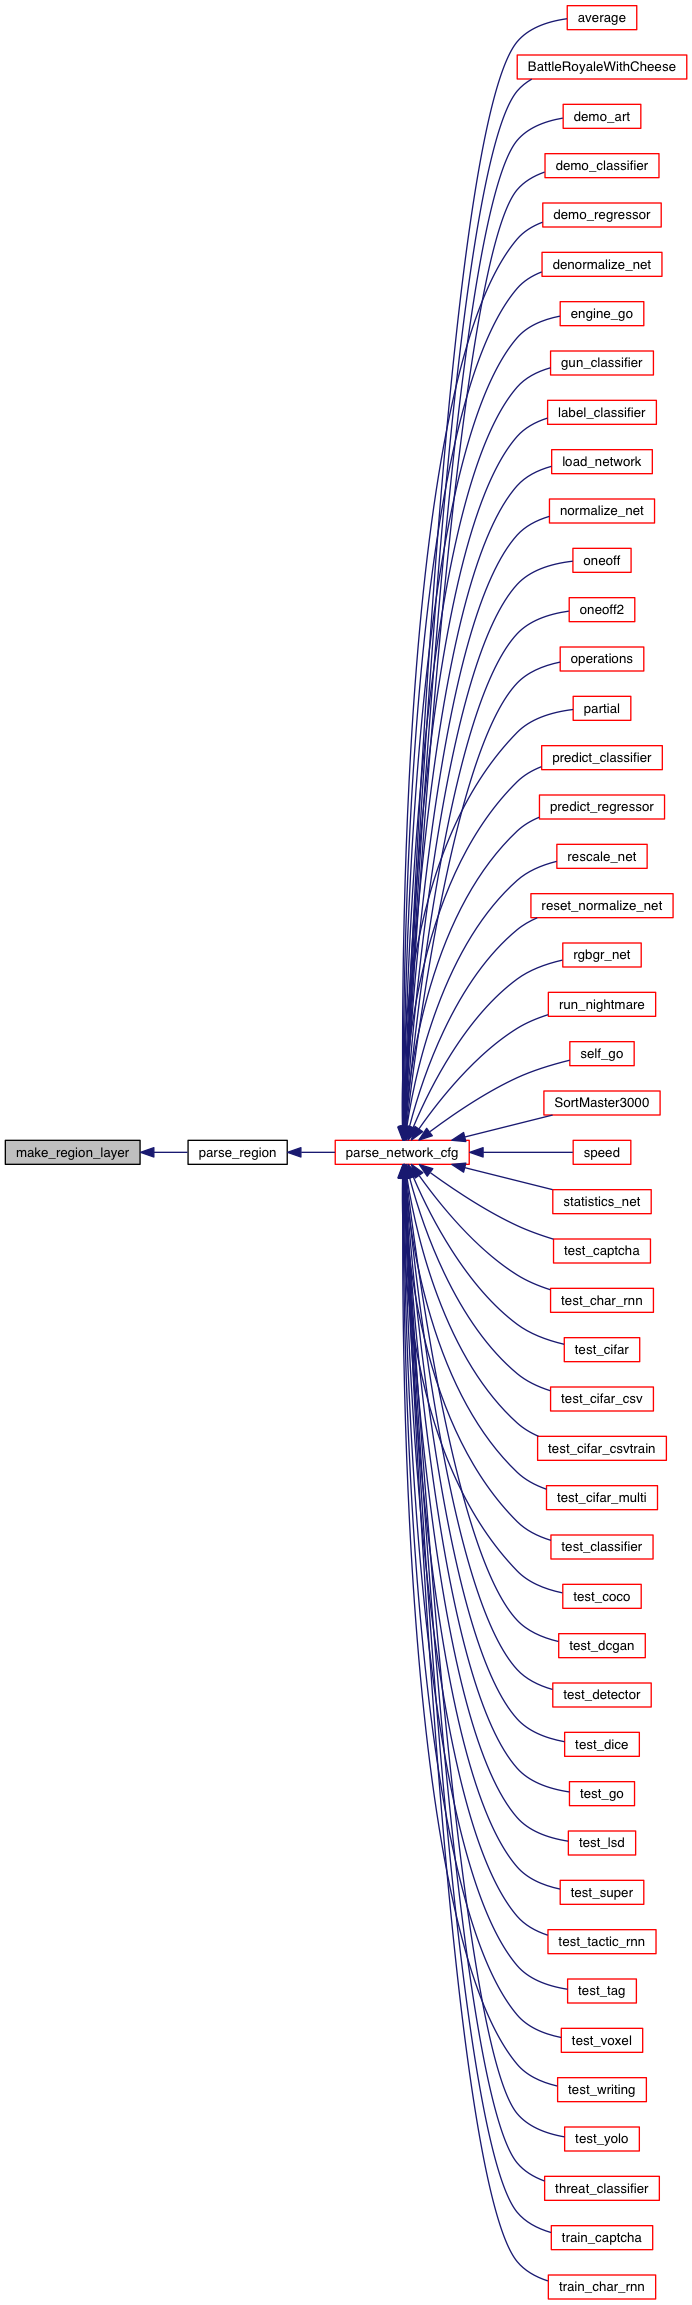 average
BattleRoyaleWithCheese
demo_art
demo_classifier
demo_regressor
denormalize_net
engine_go
gun_classifier
label_classifier
load_network
normalize_net
oneoff
oneoff2
operations
partial
predict_classifier
predict_regressor
rescale_net
reset_normalize_net
rgbgr_net
run_nightmare
self_go
SortMaster3000
make_region_layer
parse_region
parse_network_cfg
speed
statistics_net
test_captcha
test_char_rnn
test_cifar
test_cifar_csv
test_cifar_csvtrain
test_cifar_multi
test_classifier
test_coco
test_dcgan
test_detector
test_dice
test_go
test_lsd
test_super
test_tactic_rnn
test_tag
test_voxel
test_writing
test_yolo
threat_classifier
train_captcha
train_char_rnn